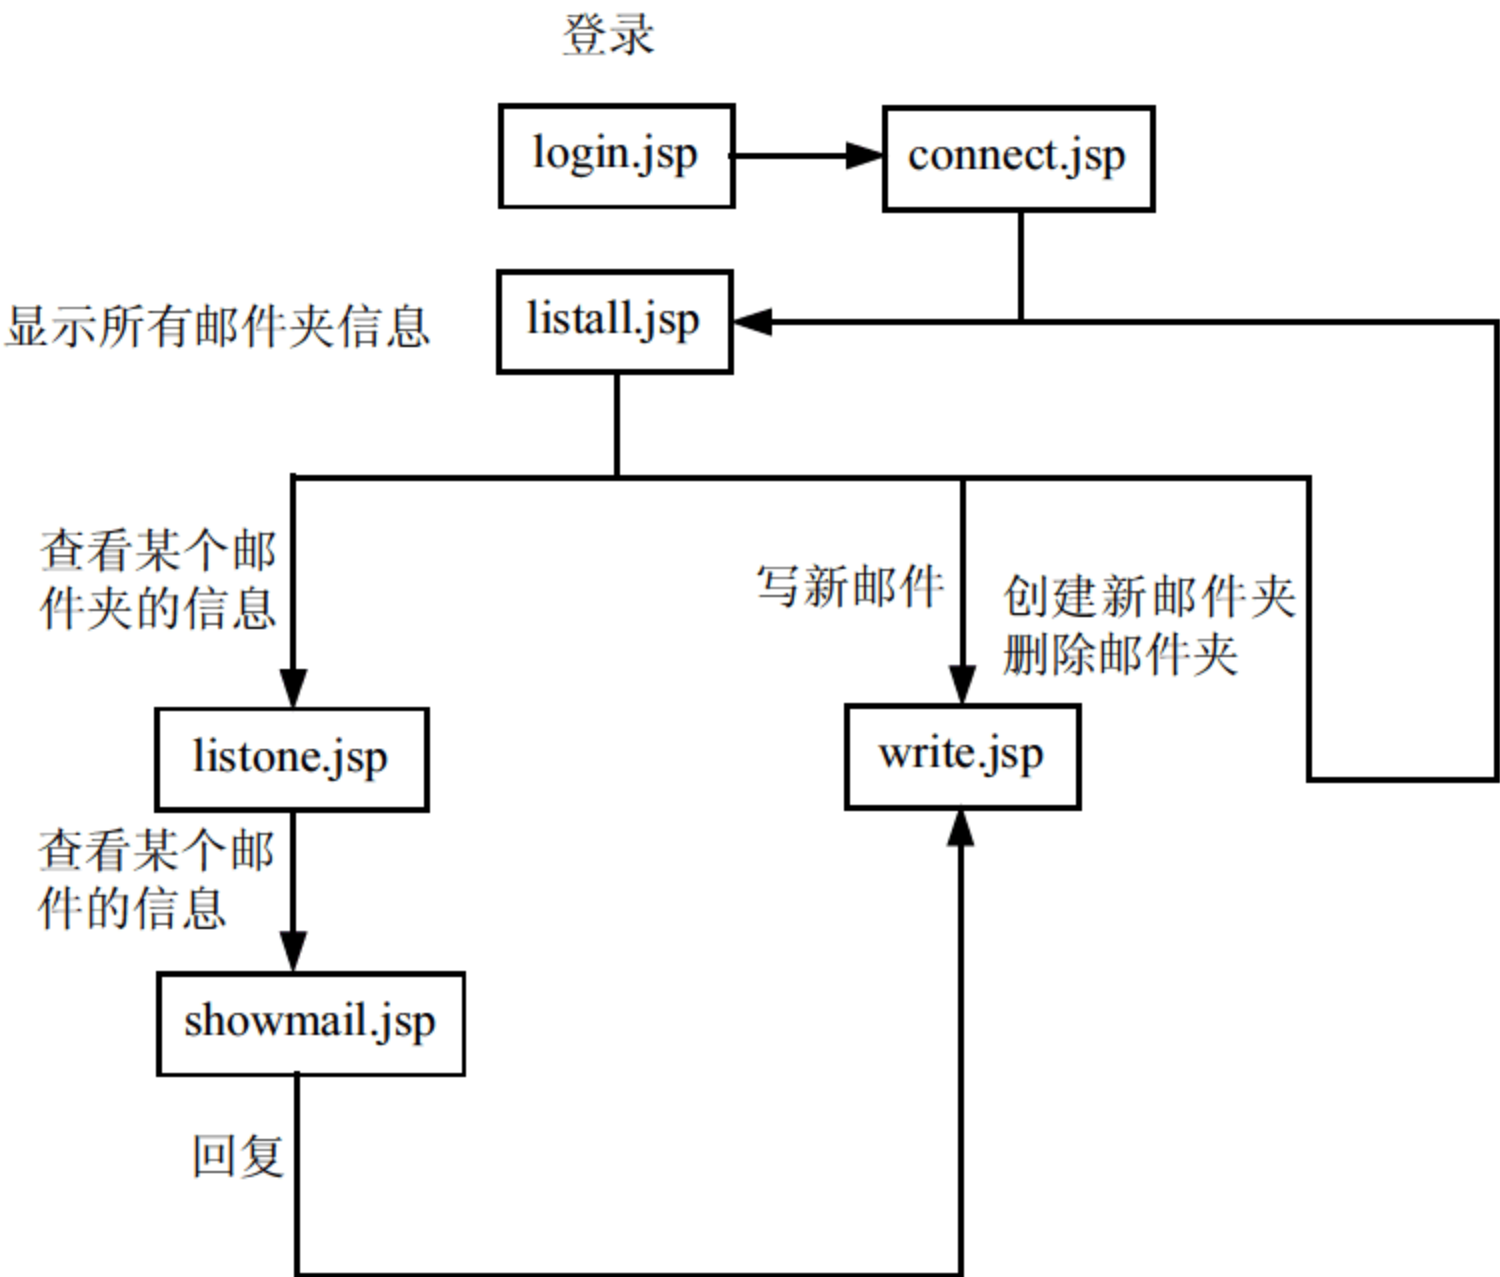 登录
login.jsp
connect.jsp
显示所有邮件夹信息
listall.jsp
查看某个邮
件夹的信息
写新邮件
创建新邮件夹
删除邮件夹
listone.jsp
write.jsp
查看某个邮
件的信息
showmail.jsp
回复